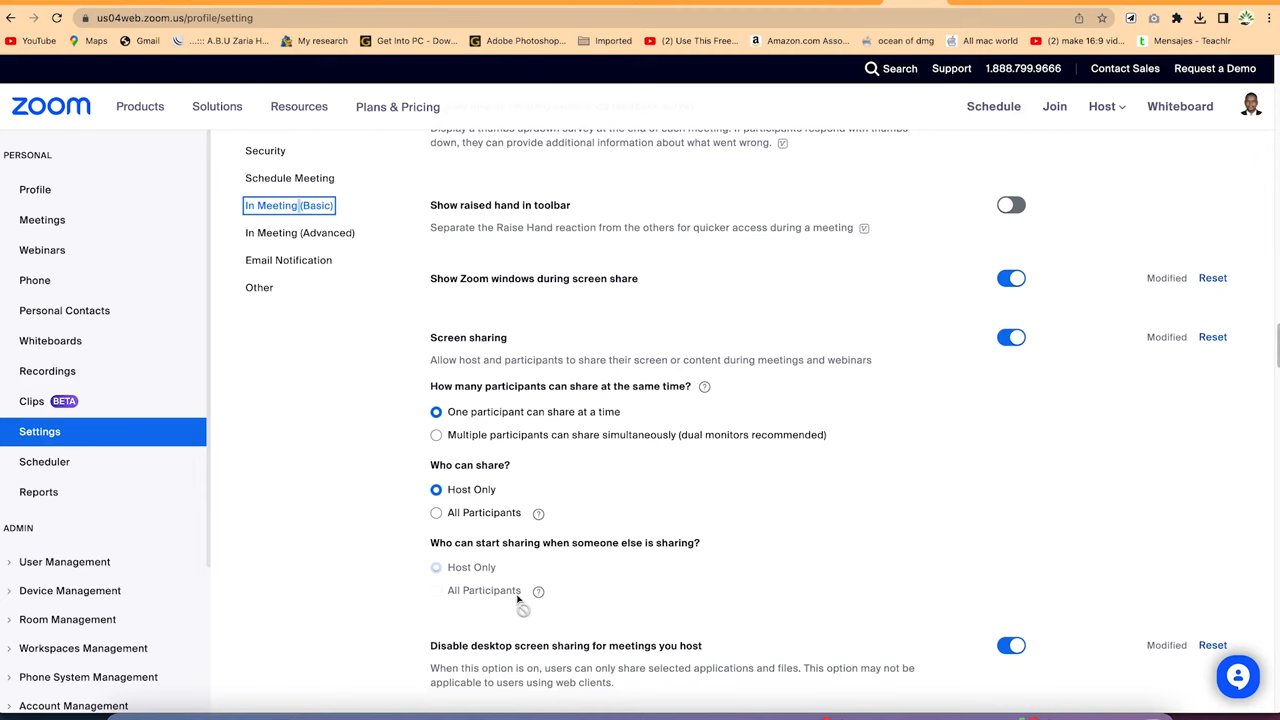 us04web.zoom.us/profile/setting
YouTube Maps Gmail ...::: A.B.U Zaria H... My research Get Into PC - Dow... Adobe Photoshop... Imported (2) Use This Free... Amazon.com Asso... ocean of dmg All mac world (2) make 16:9 vid... Mensajes - Teachlr
Search Support 1.888.799.9666 Contact Sales Request a Demo
zoom Products Solutions Resources Plans & Pricing Schedule Join Host Whiteboard
PERSONAL
Profile
Meetings
Webinars
Phone
Personal Contacts
Whiteboards
Recordings
Clips BETA
Settings
Scheduler
Reports
ADMIN
User Management
Device Management
Room Management
Workspaces Management
Phone System Management
Account Management
Security
Schedule Meeting
In Meeting (Basic)
In Meeting (Advanced)
Email Notification
Other
Display a thumbs up/down survey at the end of each meeting. If participants respond with thumbs
down, they can provide additional information about what went wrong.
Show raised hand in toolbar
Separate the Raise Hand reaction from the others for quicker access during a meeting
Show Zoom windows during screen share Modified Reset
Screen sharing Modified Reset
Allow host and participants to share their screen or content during meetings and webinars
How many participants can share at the same time? ?
One participant can share at a time
Multiple participants can share simultaneously (dual monitors recommended)
Who can share?
Host Only
All Participants ?
Who can start sharing when someone else is sharing?
Host Only
All Participants ?
Disable desktop screen sharing for meetings you host Modified Reset
When this option is on, users can only share selected applications and files. This option may not be
applicable to users using web clients.